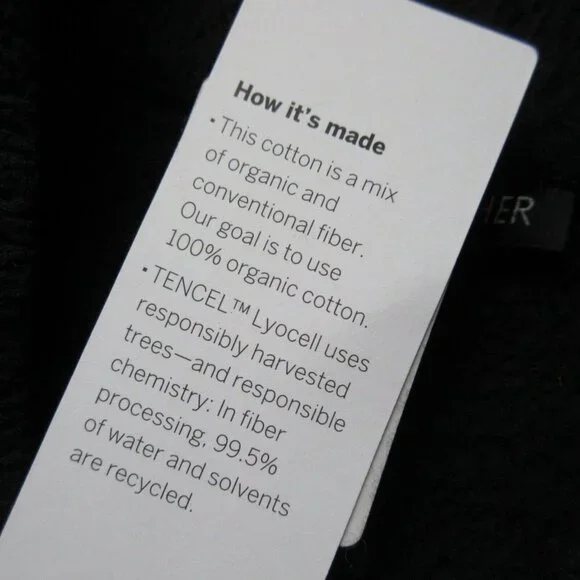 How it's made
• This cotton is a mix
of organic and
conventional fiber.
Our goal is to use
100% organic cotton.
• TENCEL™ Lyocell uses
responsibly harvested
trees—and responsible
chemistry: In fiber
processing, 99.5%
of water and solvents
are recycled.
HER